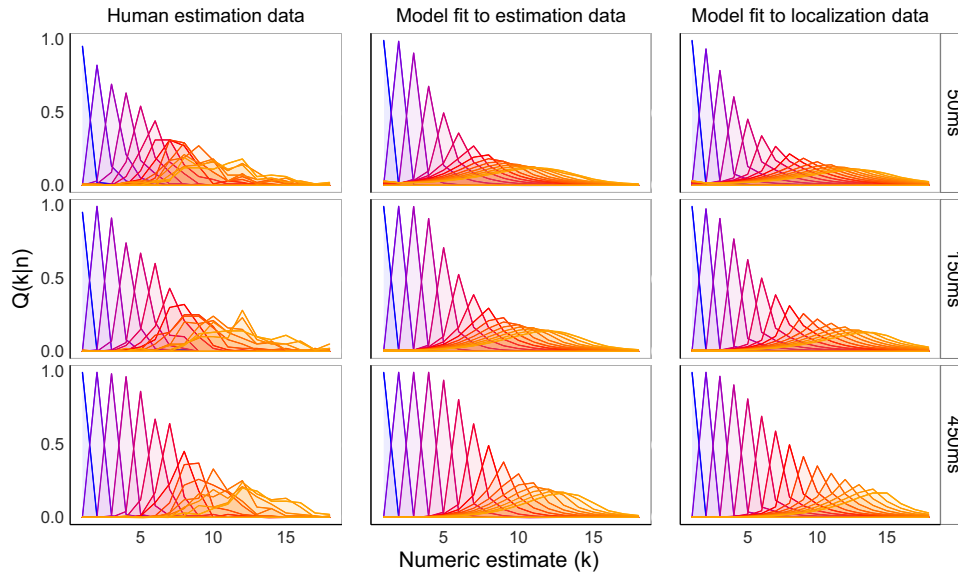 Human estimation data Model fit to estimation data Model fit to localization data
1.0
0.5
0.0
50ms
1.0
0.5
0.0
150ms
1.0
0.5
0.0
450ms
Q(k|n)
5 10 15 5 10 15 5 10 15
Numeric estimate (k)